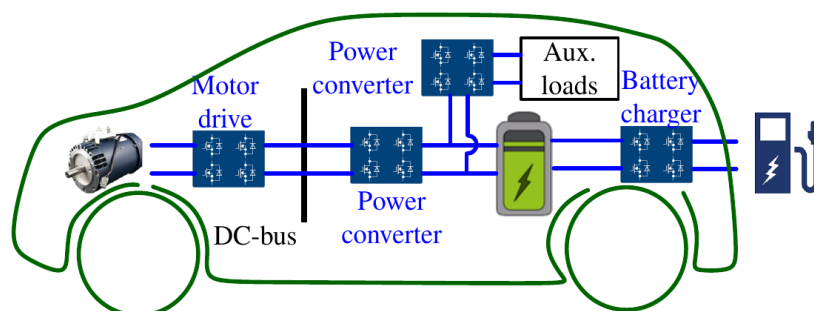 Power
converter
Aux.
loads
Motor
drive
Battery
charger
DC-bus
Power
converter